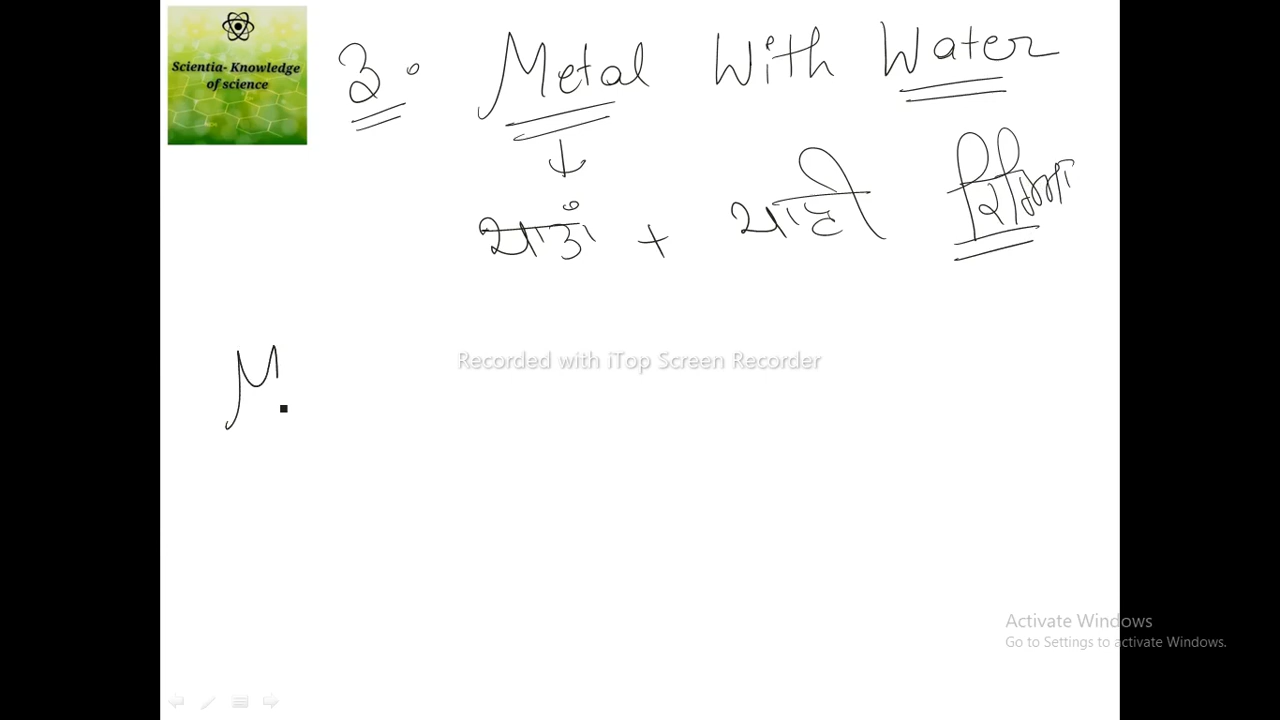 Scientia- Knowledge
of science
3. Metal With Water
ਧਾਤਾਂ + ਪਾਣੀ
M
Recorded with iTop Screen Recorder
Activate Windows
Go to Settings to activate Windows.